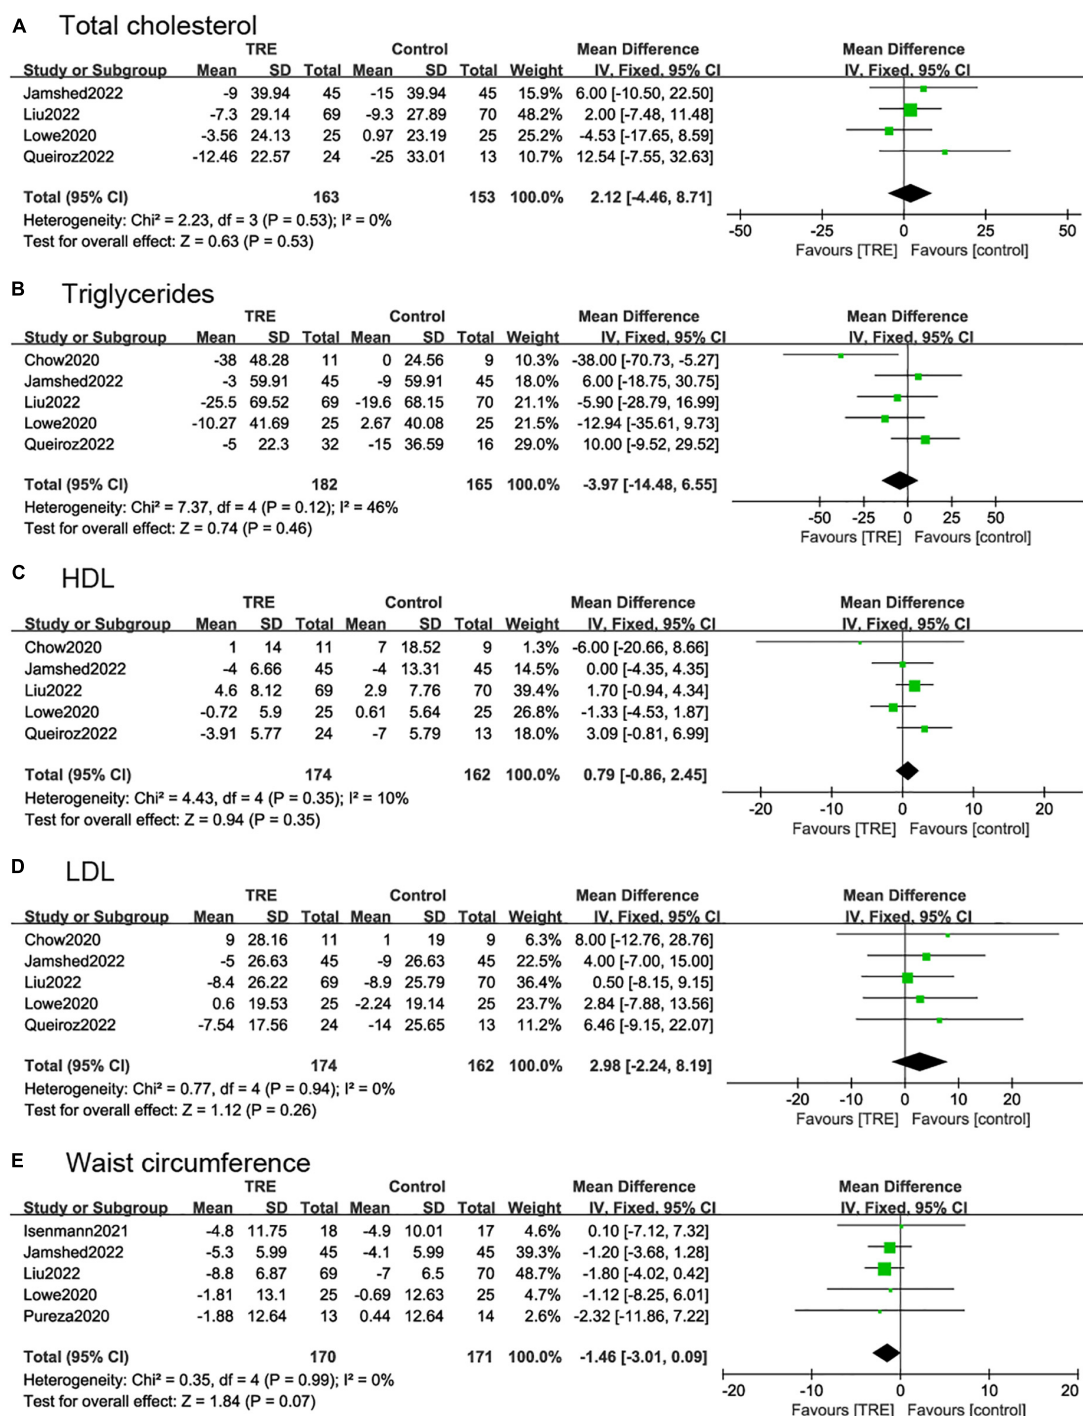 A Total cholesterol
TRE Control Mean Difference Mean Difference
Study or Subgroup Mean SD Total Mean SD Total Weight IV, Fixed, 95% CI IV, Fixed, 95% CI
Jamshed2022 -9 39.94 45 -15 39.94 45 15.9% 6.00 [-10.50, 22.50]
Liu2022 -7.3 29.14 69 -9.3 27.89 70 48.2% 2.00 [-7.48, 11.48]
Lowe2020 -3.56 24.13 25 0.97 23.19 25 25.2% -4.53 [-17.65, 8.59]
Queiroz2022 -12.46 22.57 24 -25 33.01 13 10.7% 12.54 [-7.55, 32.63]
Total (95% CI) 163 153 100.0% 2.12 [-4.46, 8.71]
Heterogeneity: Chi² = 2.23, df = 3 (P = 0.53); I² = 0%
Test for overall effect: Z = 0.63 (P = 0.53)
-50 -25 0 25 50
Favours [TRE] Favours [control]
B Triglycerides
TRE Control Mean Difference Mean Difference
Study or Subgroup Mean SD Total Mean SD Total Weight IV, Fixed, 95% CI IV, Fixed, 95% CI
Chow2020 -38 48.28 11 0 24.56 9 10.3% -38.00 [-70.73, -5.27]
Jamshed2022 -3 59.91 45 -9 59.91 45 18.0% 6.00 [-18.75, 30.75]
Liu2022 -25.5 69.52 69 -19.6 68.15 70 21.1% -5.90 [-28.79, 16.99]
Lowe2020 -10.27 41.69 25 2.67 40.08 25 21.5% -12.94 [-35.61, 9.73]
Queiroz2022 -5 22.3 32 -15 36.59 16 29.0% 10.00 [-9.52, 29.52]
Total (95% CI) 182 165 100.0% -3.97 [-14.48, 6.55]
Heterogeneity: Chi² = 7.37, df = 4 (P = 0.12); I² = 46%
Test for overall effect: Z = 0.74 (P = 0.46)
-50 -25 0 25 50
Favours [TRE] Favours [control]
C HDL
TRE Control Mean Difference Mean Difference
Study or Subgroup Mean SD Total Mean SD Total Weight IV, Fixed, 95% CI IV, Fixed, 95% CI
Chow2020 1 14 11 7 18.52 9 1.3% -6.00 [-20.66, 8.66]
Jamshed2022 -4 6.66 45 -4 13.31 45 14.5% 0.00 [-4.35, 4.35]
Liu2022 4.6 8.12 69 2.9 7.76 70 39.4% 1.70 [-0.94, 4.34]
Lowe2020 -0.72 5.9 25 0.61 5.64 25 26.8% -1.33 [-4.53, 1.87]
Queiroz2022 -3.91 5.77 24 -7 5.79 13 18.0% 3.09 [-0.81, 6.99]
Total (95% CI) 174 162 100.0% 0.79 [-0.86, 2.45]
Heterogeneity: Chi² = 4.43, df = 4 (P = 0.35); I² = 10%
Test for overall effect: Z = 0.94 (P = 0.35)
-20 -10 0 10 20
Favours [TRE] Favours [control]
D LDL
TRE Control Mean Difference Mean Difference
Study or Subgroup Mean SD Total Mean SD Total Weight IV, Fixed, 95% CI IV, Fixed, 95% CI
Chow2020 9 28.16 11 1 19 9 6.3% 8.00 [-12.76, 28.76]
Jamshed2022 -5 26.63 45 -9 26.63 45 22.5% 4.00 [-7.00, 15.00]
Liu2022 -8.4 26.22 69 -8.9 25.79 70 36.4% 0.50 [-8.15, 9.15]
Lowe2020 0.6 19.53 25 -2.24 19.14 25 23.7% 2.84 [-7.88, 13.56]
Queiroz2022 -7.54 17.56 24 -14 25.65 13 11.2% 6.46 [-9.15, 22.07]
Total (95% CI) 174 162 100.0% 2.98 [-2.24, 8.19]
Heterogeneity: Chi² = 0.77, df = 4 (P = 0.94); I² = 0%
Test for overall effect: Z = 1.12 (P = 0.26)
-20 -10 0 10 20
Favours [TRE] Favours [control]
E Waist circumference
TRE Control Mean Difference Mean Difference
Study or Subgroup Mean SD Total Mean SD Total Weight IV, Fixed, 95% CI IV, Fixed, 95% CI
Isenmann2021 -4.8 11.75 18 -4.9 10.01 17 4.6% 0.10 [-7.12, 7.32]
Jamshed2022 -5.3 5.99 45 -4.1 5.99 45 39.3% -1.20 [-3.68, 1.28]
Liu2022 -8.8 6.87 69 -7 6.5 70 48.7% -1.80 [-4.02, 0.42]
Lowe2020 -1.81 13.1 25 -0.69 12.63 25 4.7% -1.12 [-8.25, 6.01]
Pureza2020 -1.88 12.64 13 0.44 12.64 14 2.6% -2.32 [-11.86, 7.22]
Total (95% CI) 170 171 100.0% -1.46 [-3.01, 0.09]
Heterogeneity: Chi² = 0.35, df = 4 (P = 0.99); I² = 0%
Test for overall effect: Z = 1.84 (P = 0.07)
-20 -10 0 10 20
Favours [TRE] Favours [control]